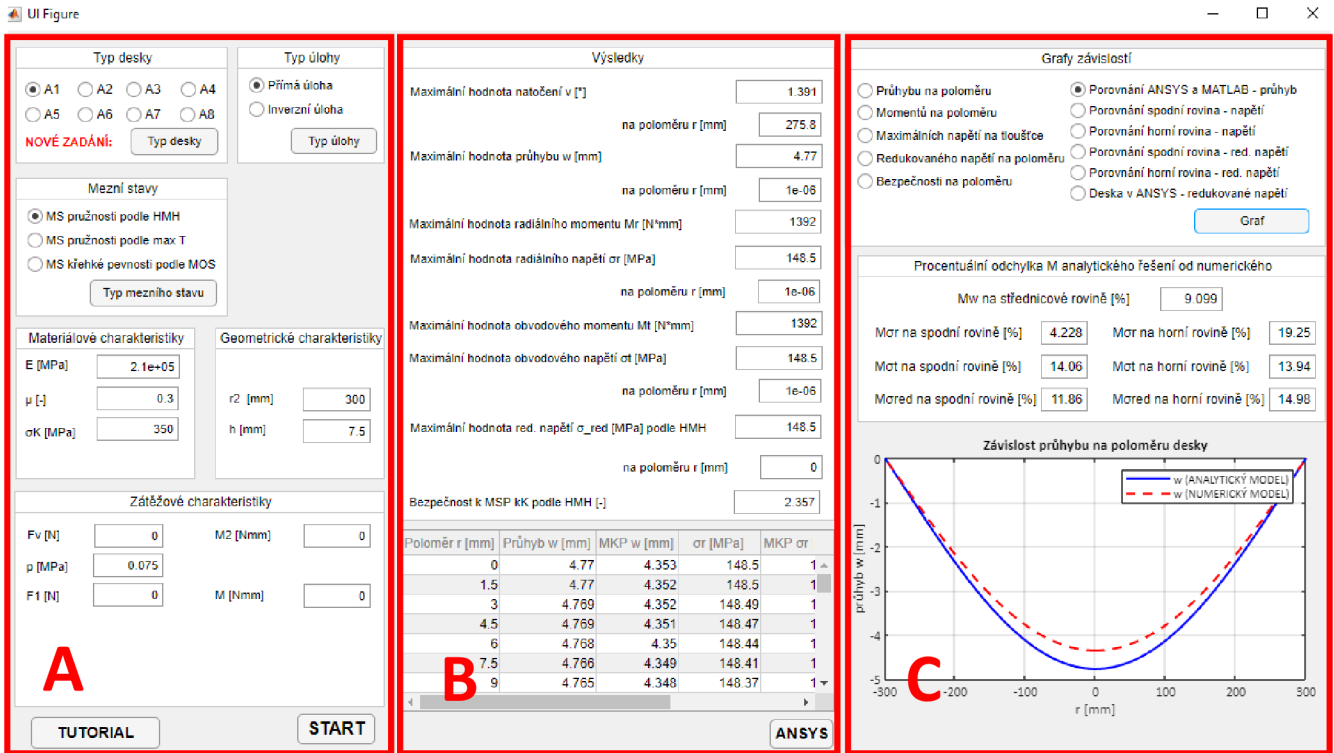 UI Figure
Typ desky
A1 A2 A3 A4
A5 A6 A7 A8
NOVÉ ZADÁNÍ: Typ desky
Typ úlohy
Přímá úloha
Inverzní úloha
Typ úlohy
Mezní stavy
MS pružnosti podle HMH
MS pružnosti podle max T
MS křehké pevnosti podle MOS
Typ mezního stavu
Materiálové charakteristiky
E [MPa] 2.1e+05
μ [-] 0.3
σK [MPa] 350
Geometrické charakteristiky
r2 [mm] 300
h [mm] 7.5
Zátěžové charakteristiky
Fv [N] 0 M2 [Nmm] 0
p [MPa] 0.075
F1 [N] 0 M [Nmm] 0
A
TUTORIAL START
Výsledky
Maximální hodnota natočení v [°] 1.391
na poloměru r [mm] 275.8
Maximální hodnota průhybu w [mm] 4.77
na poloměru r [mm] 1e-06
Maximální hodnota radiálního momentu Mr [N*mm] 1392
Maximální hodnota radiálního napětí σr [MPa] 148.5
na poloměru r [mm] 1e-06
Maximální hodnota obvodového momentu Mt [N*mm] 1392
Maximální hodnota obvodového napětí σt [MPa] 148.5
na poloměru r [mm] 1e-06
Maximální hodnota red. napětí σ_red [MPa] podle HMH 148.5
na poloměru r [mm] 0
Bezpečnost k MSP kK podle HMH [-] 2.357
Poloměr r [mm] Průhyb w [mm] MKP w [mm] σr [MPa] MKP σr
0 4.77 4.353 148.5 1
1.5 4.77 4.352 148.5 1
3 4.769 4.352 148.49 1
4.5 4.769 4.351 148.47 1
6 4.768 4.35 148.44 1
7.5 4.766 4.349 148.41 1
9 4.765 4.348 148.37 1
B
ANSYS
Grafy závislostí
Průhybu na poloměru
Momentů na poloměru
Maximálních napětí na tloušťce
Redukovaného napětí na poloměru
Bezpečnosti na poloměru
Porovnání ANSYS a MATLAB - průhyb
Porovnání spodní rovina - napětí
Porovnání horní rovina - napětí
Porovnání spodní rovina - red. napětí
Porovnání horní rovina - red. napětí
Deska v ANSYS - redukované napětí
Graf
Procentuální odchylka M analytického řešení od numerického
Mw na střednicové rovině [%] 9.099
Mσr na spodní rovině [%] 4.228 Mσr na horní rovině [%] 19.25
Mσt na spodní rovině [%] 14.06 Mσt na horní rovině [%] 13.94
Mσred na spodní rovině [%] 11.86 Mσred na horní rovině [%] 14.98
Závislost průhybu na poloměru desky
w (ANALYTICKÝ MODEL)
w (NUMERICKÝ MODEL)
průhyb w [mm]
0
-1
-2
-3
-4
-5
-300 -200 -100 0 100 200 300
r [mm]
C